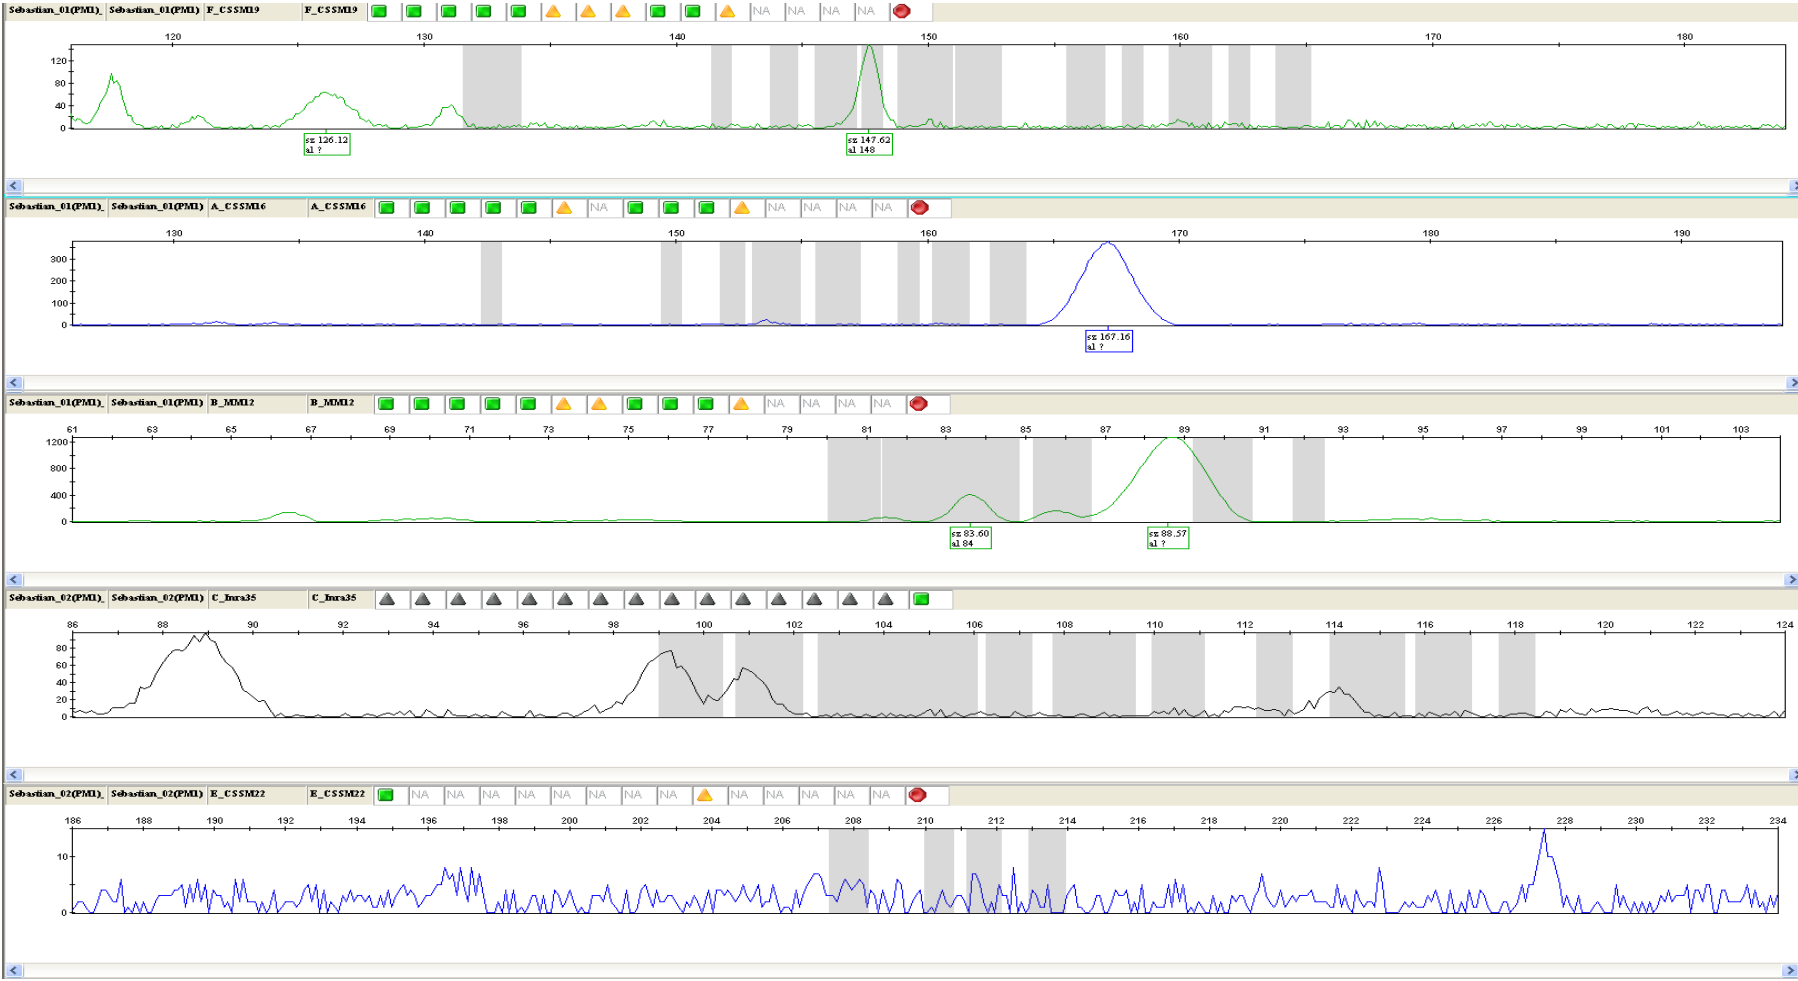 Sebastian_01(PM1)_ Sebastian_01(PM1) F_CSSM19 F_CSSM19 NA NA NA NA
120 130 140 150 160 170 180
120
80
40
0
sz 126.12
al ?
sz 147.62
al 148
Sebastian_01(PM1)_ Sebastian_01(PM1) A_CSSM16 A_CSSM16 NA NA NA NA NA
130 140 150 160 170 180 190
300
200
100
0
sz 167.16
al ?
Sebastian_01(PM1)_ Sebastian_01(PM1) B_MM12 B_MM12 NA NA NA NA
61 63 65 67 69 71 73 75 77 79 81 83 85 87 89 91 93 95 97 99 101 103
1200
800
400
0
sz 83.60
al 84
sz 88.57
al ?
Sebastian_02(PM1)_ Sebastian_02(PM1) C_Inra35 C_Inra35
86 88 90 92 94 96 98 100 102 104 106 108 110 112 114 116 118 120 122 124
80
60
40
20
0
Sebastian_02(PM1)_ Sebastian_02(PM1) E_CSSM22 E_CSSM22 NA NA NA NA NA NA NA NA NA NA NA NA NA
186 188 190 192 194 196 198 200 202 204 206 208 210 212 214 216 218 220 222 224 226 228 230 232 234
10
0